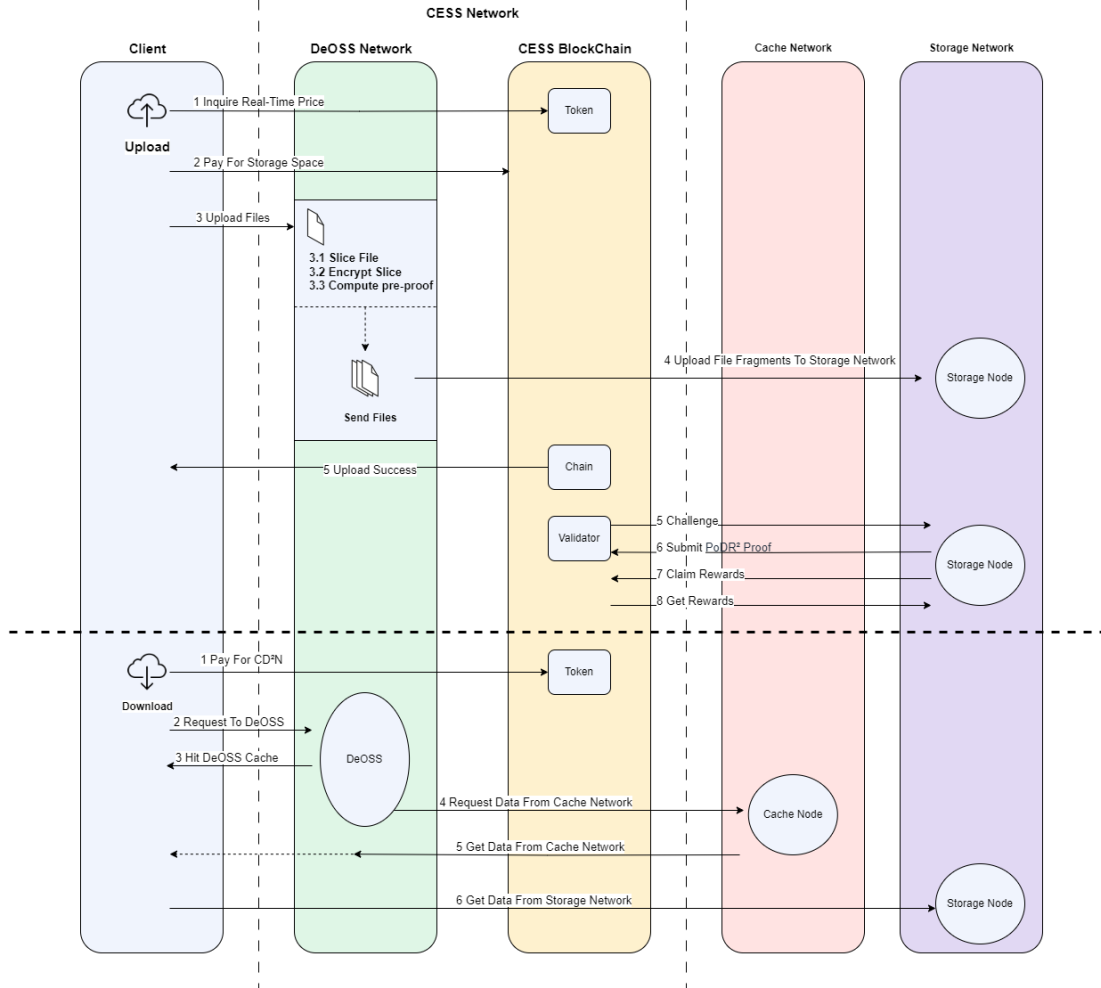 CESS Network
Client
DeOSS Network
CESS BlockChain
Cache Network
Storage Network
Upload
1 Inquire Real-Time Price
Token
2 Pay For Storage Space
3 Upload Files
3.1 Slice File
3.2 Encrypt Slice
3.3 Compute pre-proof
Send Files
4 Upload File Fragments To Storage Network
Storage Node
5 Upload Success
Chain
Validator
5 Challenge
6 Submit PoDR² Proof
7 Claim Rewards
8 Get Rewards
Storage Node
Download
1 Pay For CD²N
Token
2 Request To DeOSS
3 Hit DeOSS Cache
DeOSS
4 Request Data From Cache Network
Cache Node
5 Get Data From Cache Network
6 Get Data From Storage Network
Storage Node